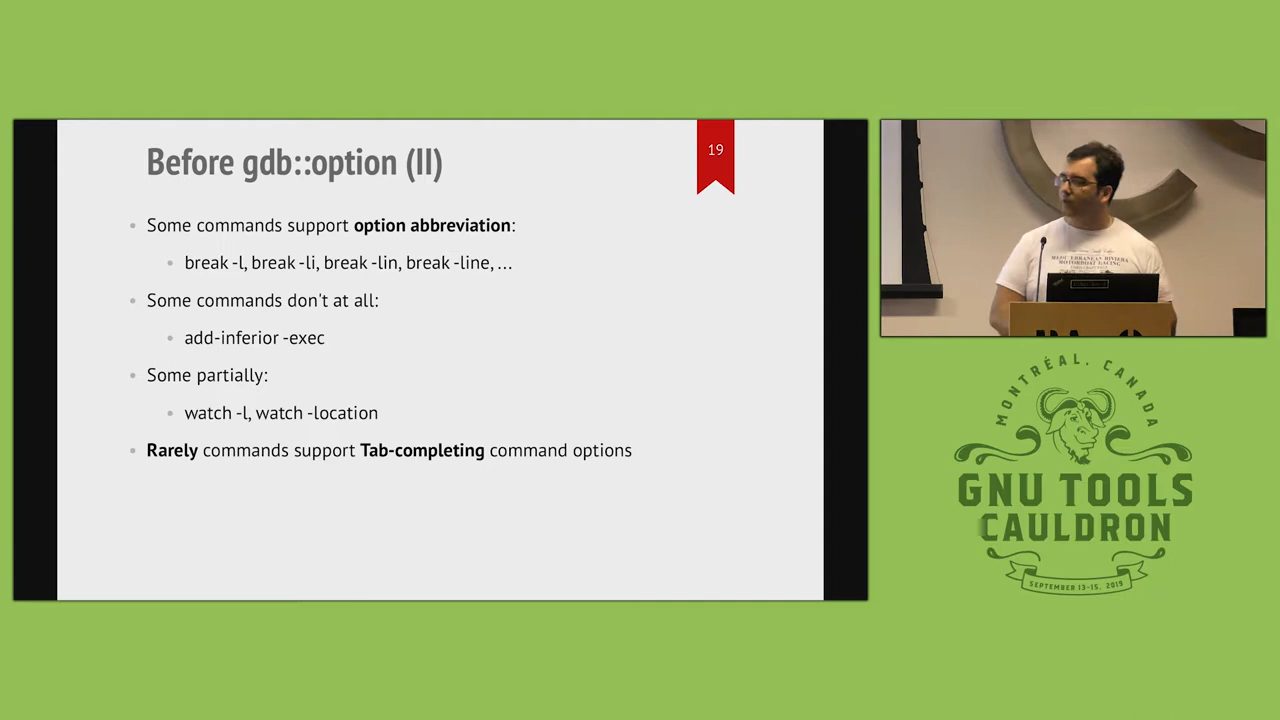 Before gdb::option (II)
19
• Some commands support option abbreviation:
• break -l, break -li, break -lin, break -line, ...
• Some commands don't at all:
• add-inferior -exec
• Some partially:
• watch -l, watch -location
• Rarely commands support Tab-completing command options
MONTRÉAL, CANADA
GNU TOOLS
CAULDRON
SEPTEMBER 13-15, 2019